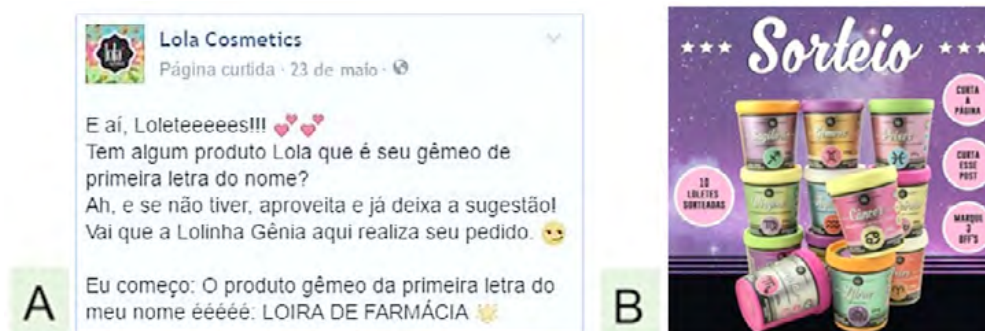 Lola Cosmetics
Página curtida · 23 de maio ·
E aí, Loleteeeees!!!
Tem algum produto Lola que é seu gêmeo de
primeira letra do nome?
Ah, e se não tiver, aproveita e já deixa a sugestão!
Vai que a Lolinha Gênia aqui realiza seu pedido.
Eu começo: O produto gêmeo da primeira letra do
meu nome ééééé: LOIRA DE FARMÁCIA
A
Sorteio
CURTA
A
PÁGINA
CURTA
ESSE
POST
MARQUE
3
BFF'S
10
LOLETES
SORTEADAS
Gêmeos
Peixes
Câncer
B